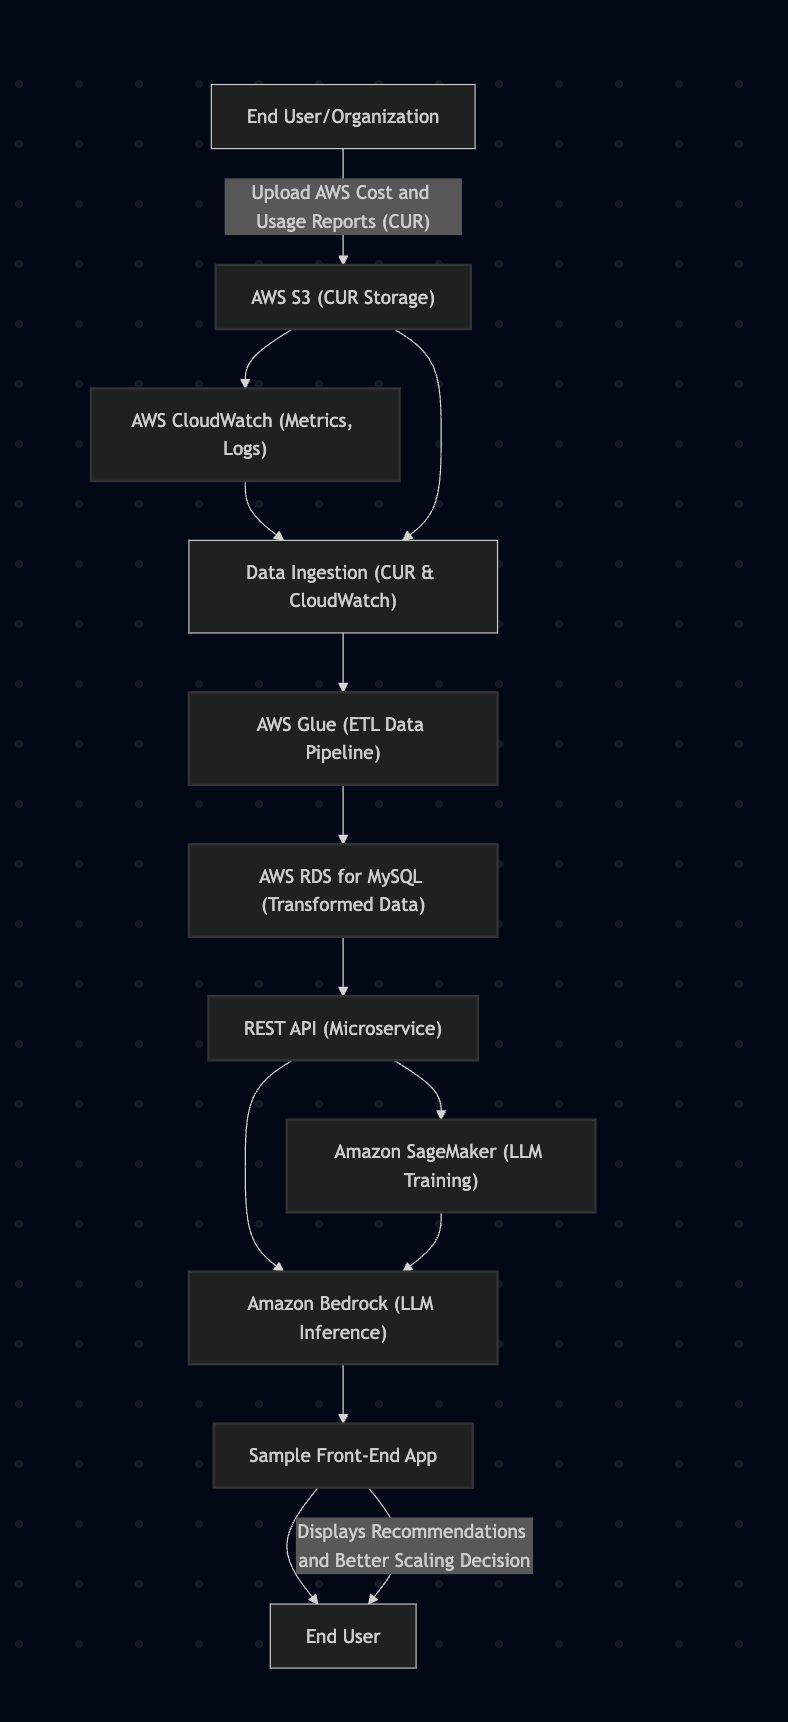 End User/Organization
Upload AWS Cost and
Usage Reports (CUR)
AWS S3 (CUR Storage)
AWS CloudWatch (Metrics,
Logs)
Data Ingestion (CUR &
CloudWatch)
AWS Glue (ETL Data
Pipeline)
AWS RDS for MySQL
(Transformed Data)
REST API (Microservice)
Amazon SageMaker (LLM
Training)
Amazon Bedrock (LLM
Inference)
Sample Front-End App
Displays Recommendations
and Better Scaling Decision
End User